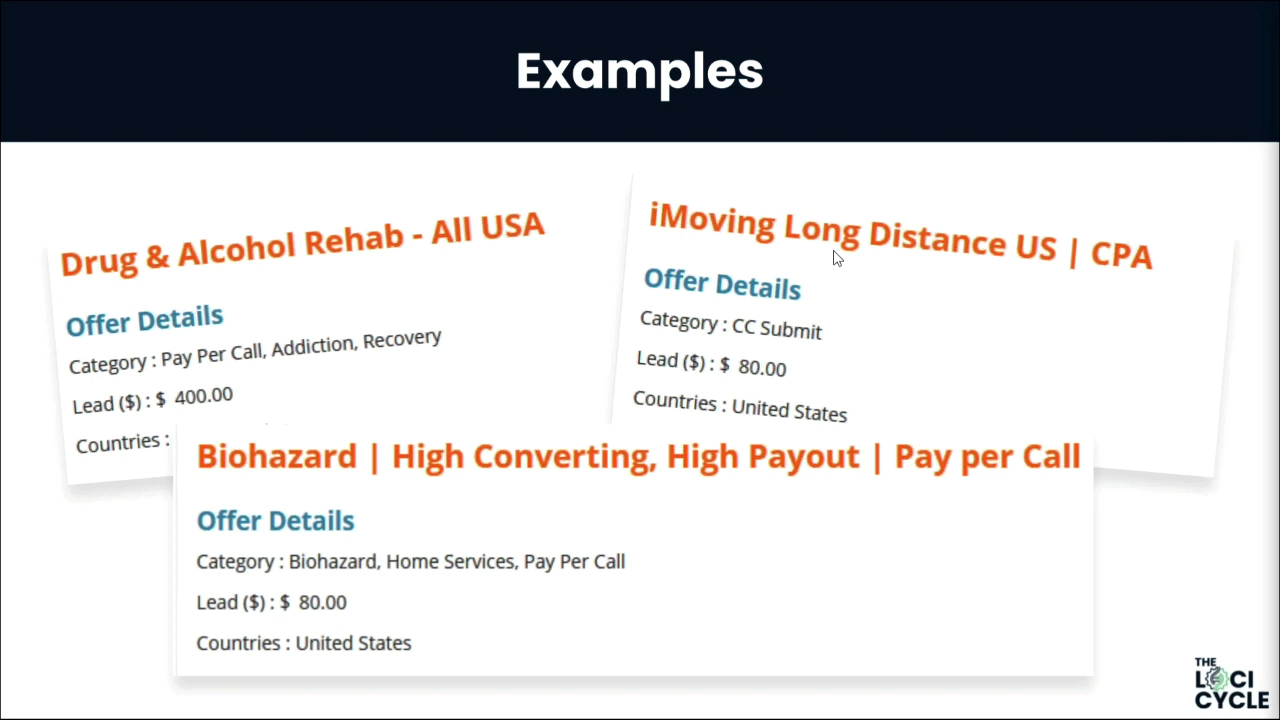 Examples
Drug & Alcohol Rehab - All USA
Offer Details
Category : Pay Per Call, Addiction, Recovery
Lead ($) : $ 400.00
Countries :
iMoving Long Distance US | CPA
Offer Details
Category : CC Submit
Lead ($) : $ 80.00
Countries : United States
Biohazard | High Converting, High Payout | Pay per Call
Offer Details
Category : Biohazard, Home Services, Pay Per Call
Lead ($) : $ 80.00
Countries : United States
THE
LOCI
CYCLE